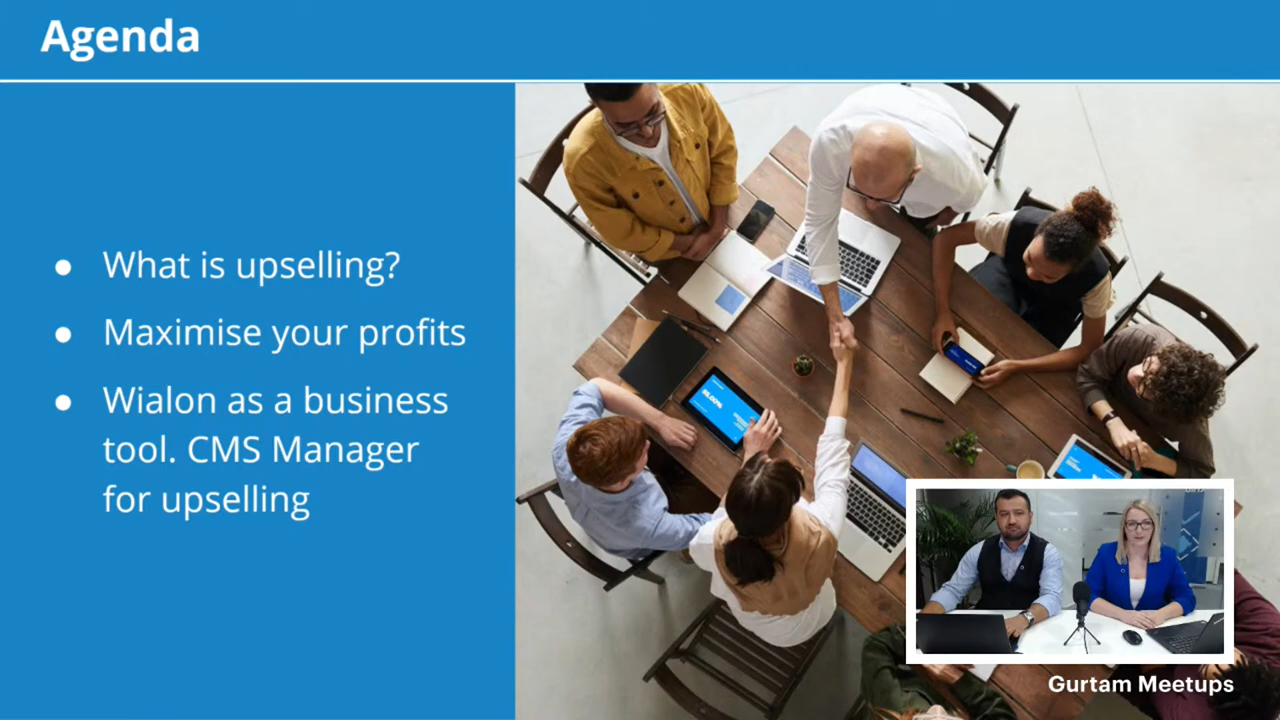 Agenda
● What is upselling?
● Maximise your profits
● Wialon as a business
tool. CMS Manager
for upselling
Gurtam Meetups